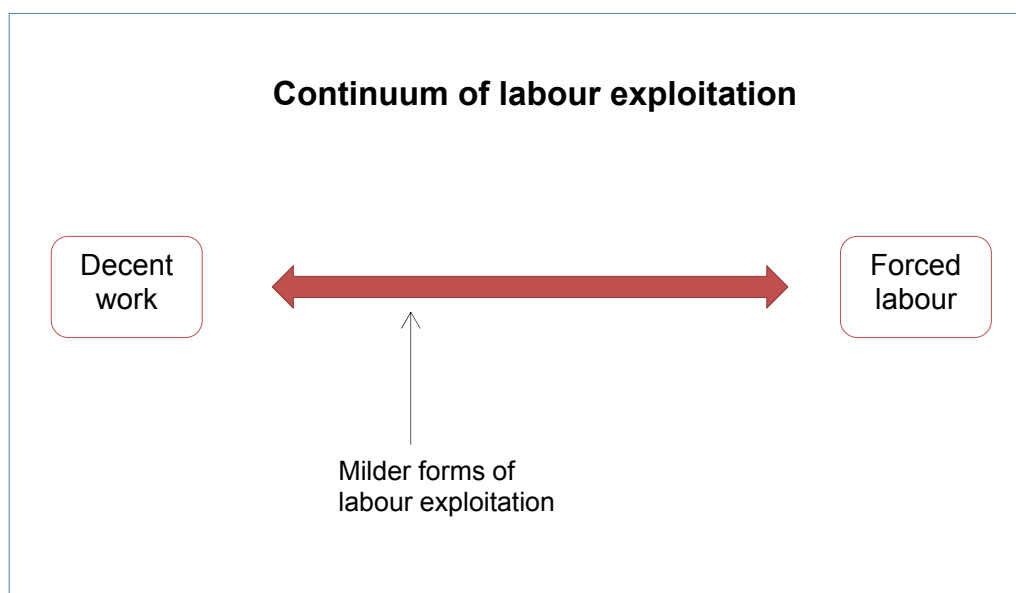 Continuum of labour exploitation
Decent
work
Forced
labour
Milder forms of
labour exploitation